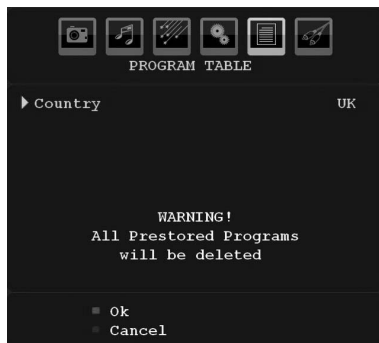 PROGRAM TABLE
Country UK
WARNING!
All Prestored Programs
will be deleted
Ok
Cancel